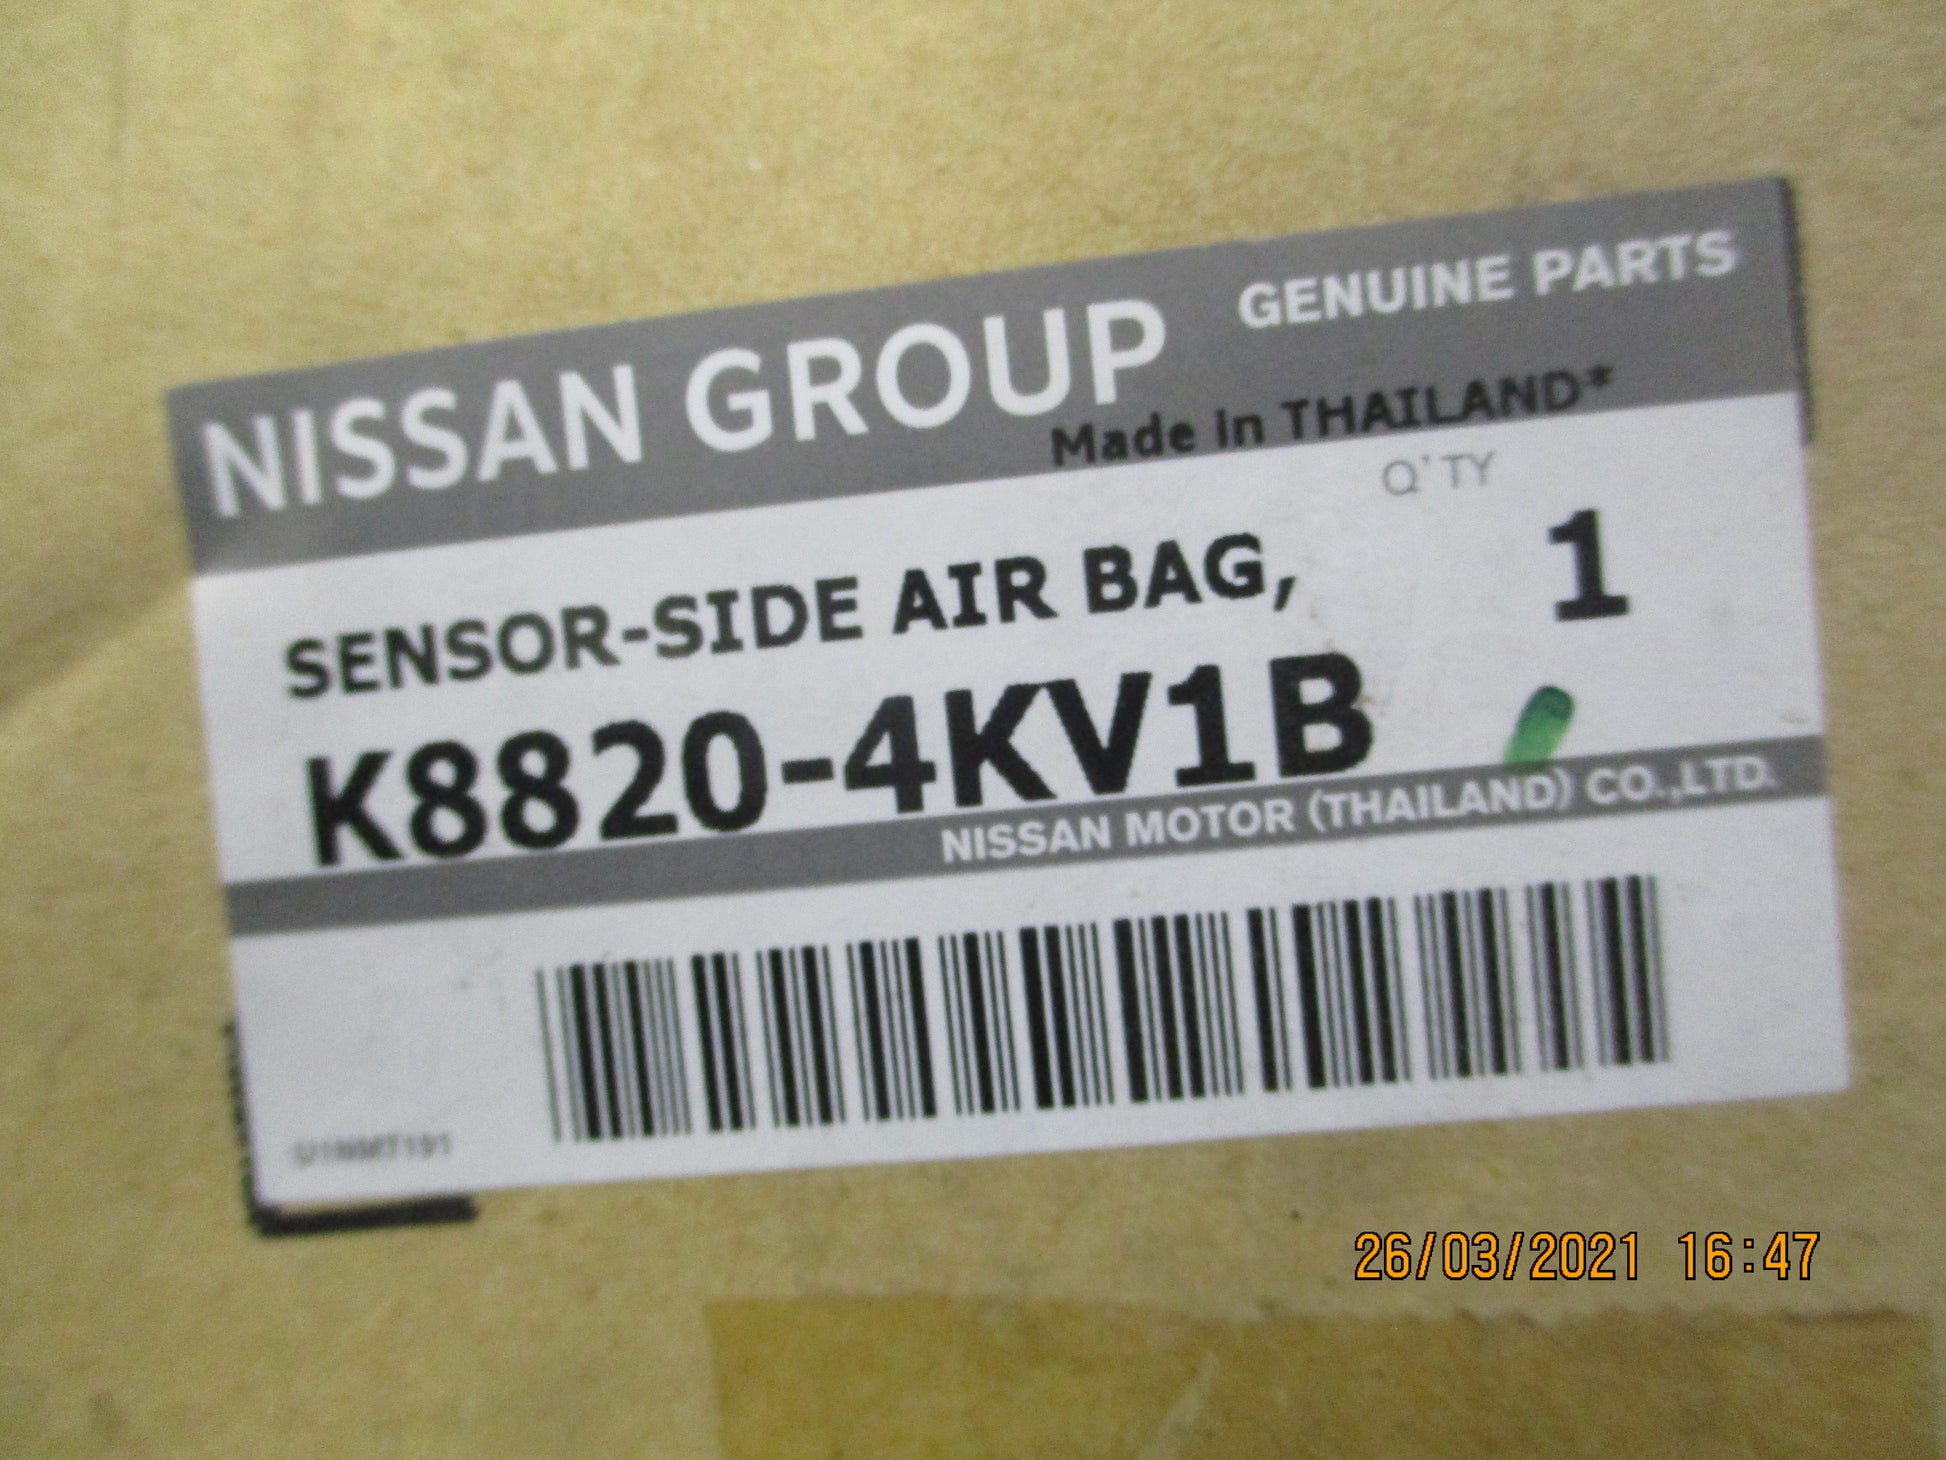 NISSAN GROUP GENUINE PARTS
Made in THAILAND*
Q'TY
SENSOR-SIDE AIR BAG, 1
K8820-4KV1B
NISSAN MOTOR (THAILAND) CO.,LTD.
26/03/2021 16:47